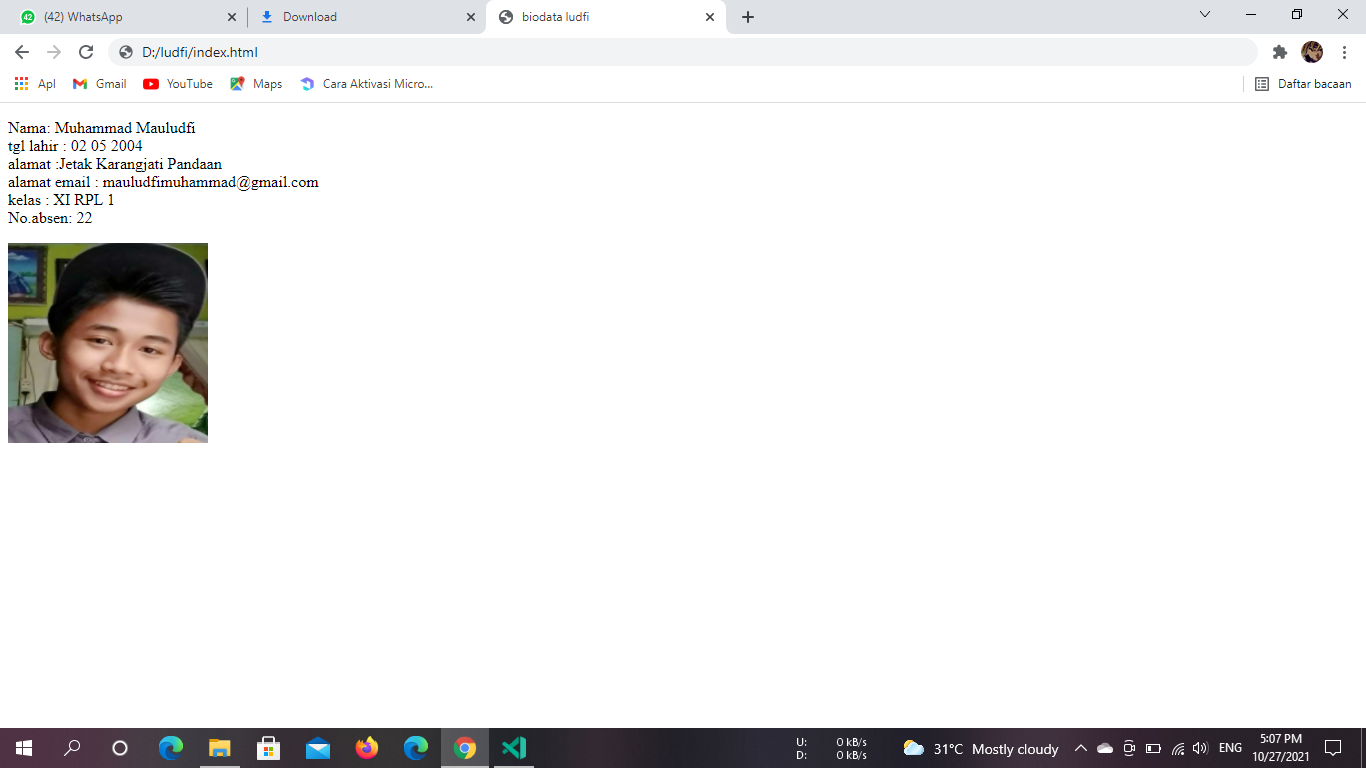 (42) WhatsApp
Download
biodata ludfi
D:/ludfi/index.html
Apl
Gmail
YouTube
Maps
Cara Aktivasi Micro...
Daftar bacaan
Nama: Muhammad Mauludfi
tgl lahir : 02 05 2004
alamat :Jetak Karangjati Pandaan
alamat email : mauludfimuhammad@gmail.com
kelas : XI RPL 1
No.absen: 22
U: 0 kB/s
D: 0 kB/s
31°C Mostly cloudy
ENG
5:07 PM
10/27/2021